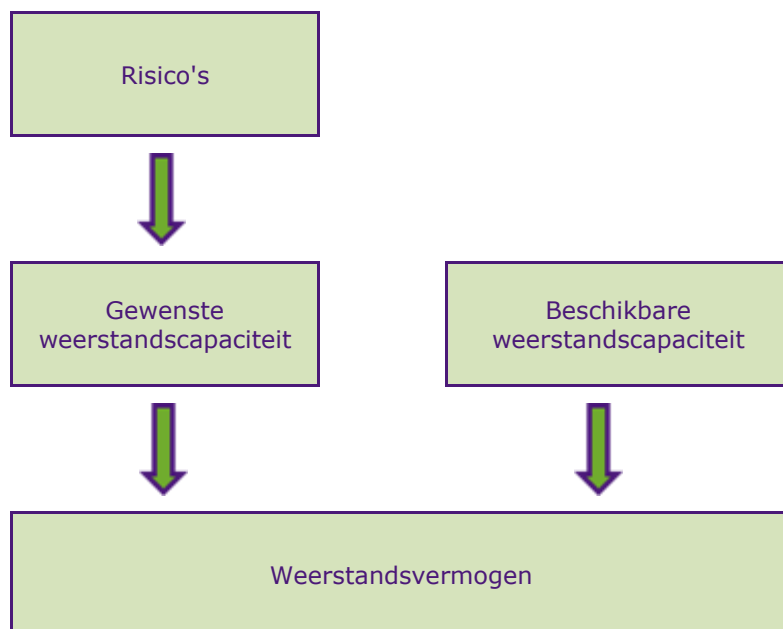 Risico's
Gewenste
weerstandscapaciteit
Beschikbare
weerstandscapaciteit
Weerstandsvermogen